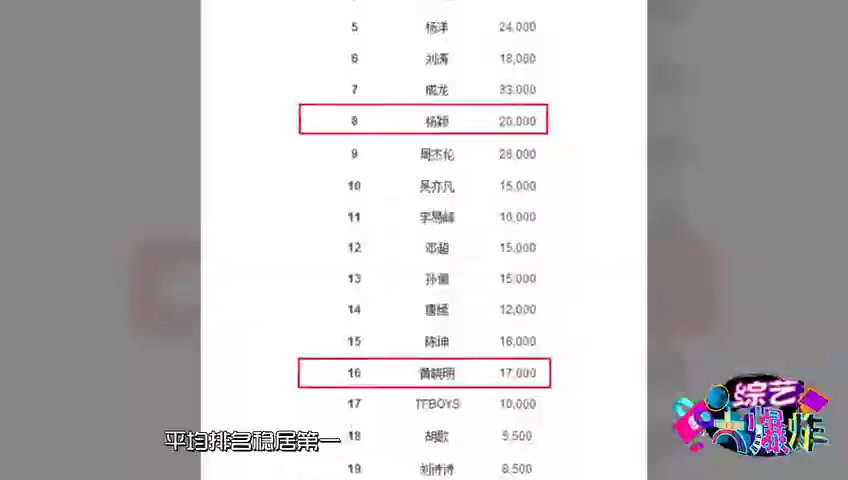 5 杨洋 24,000
6 刘涛 18,000
7 成龙 33,000
8 杨颖 20,000
9 周杰伦 26,000
10 吴亦凡 15,000
11 李易峰
12 邓超 15,000
13 孙俪 15,000
14 唐嫣 12,000
15 陈坤 16,000
16 黄晓明 17,000
17 TFBOYS 10,000
18 胡歌 5,500
19 刘诗诗 8,500
平均排名稳居第一
综艺
大爆炸